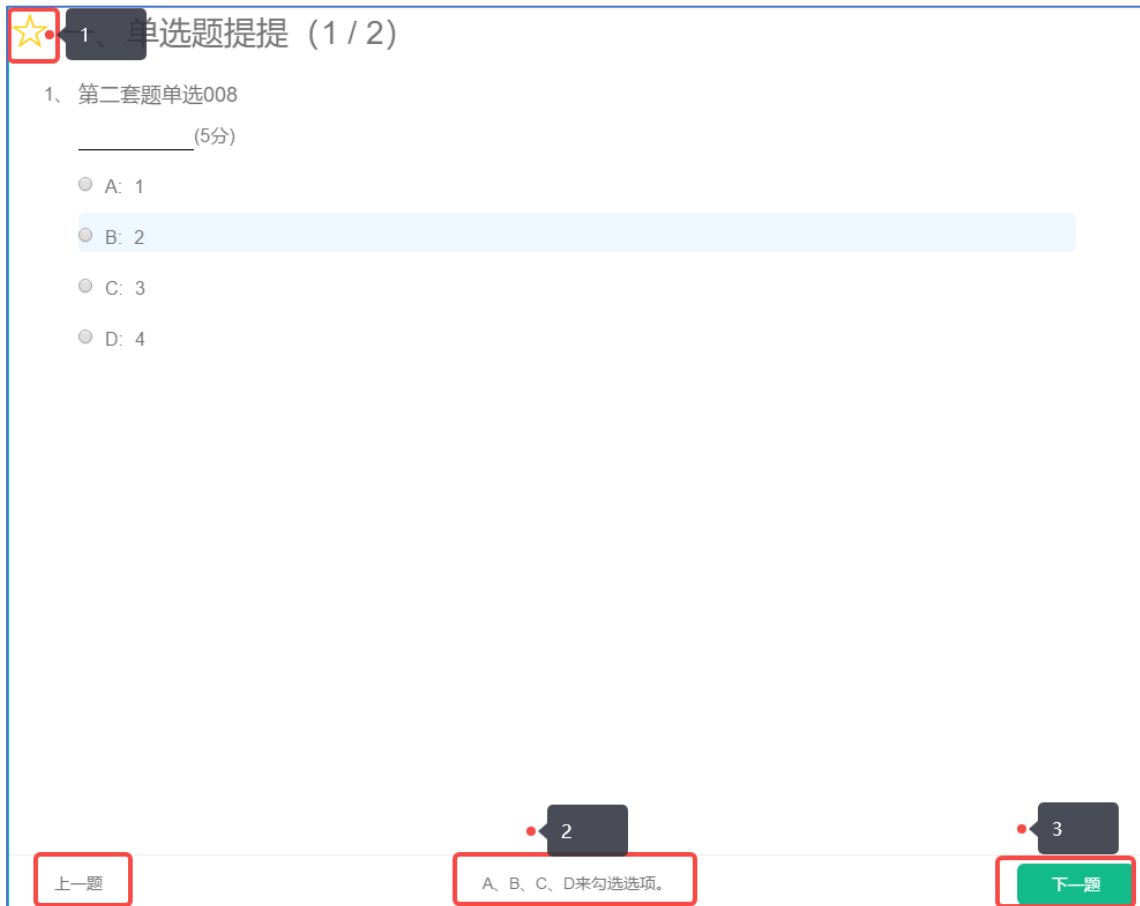 1
、单选题提提（1 / 2）
1、 第二套题单选008
(5分)
A: 1
B: 2
C: 3
D: 4
2
3
上一题
A、B、C、D来勾选选项。
下一题